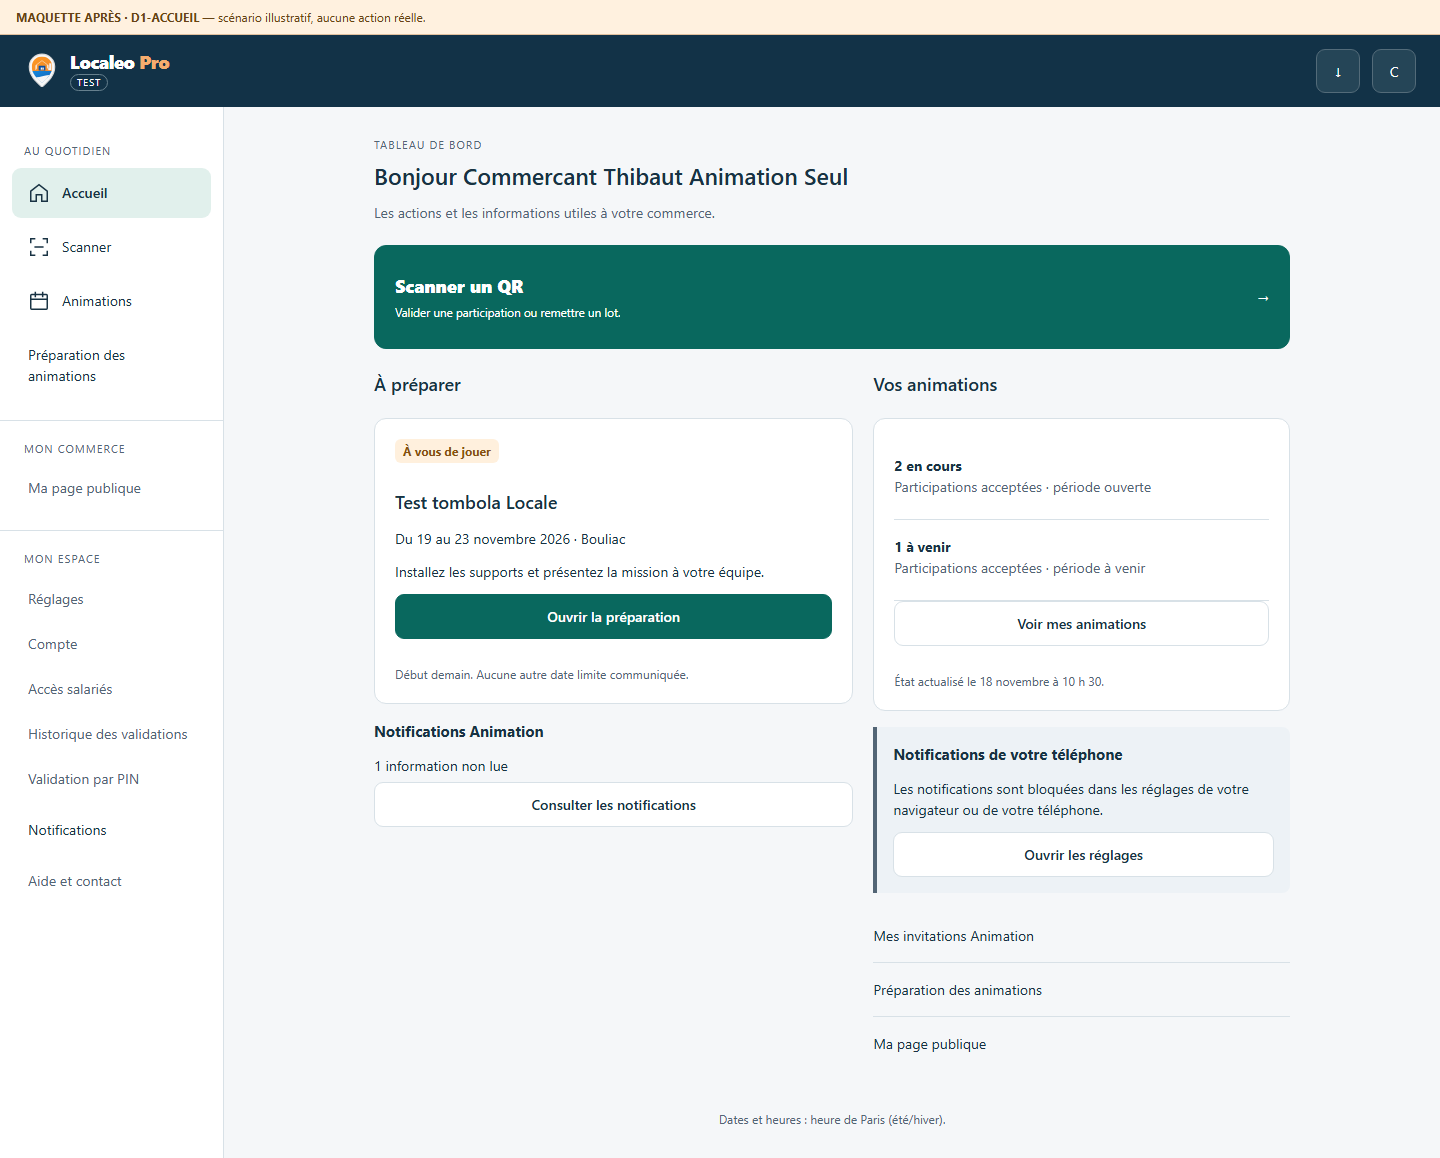 MAQUETTE APRÈS · D1-ACCUEIL — scénario illustratif, aucune action réelle.
Localeo Pro
TEST
↓
C
AU QUOTIDIEN
Accueil
Scanner
Animations
Préparation des
animations
MON COMMERCE
Ma page publique
MON ESPACE
Réglages
Compte
Accès salariés
Historique des validations
Validation par PIN
Notifications
Aide et contact
TABLEAU DE BORD
Bonjour Commercant Thibaut Animation Seul
Les actions et les informations utiles à votre commerce.
Scanner un QR
Valider une participation ou remettre un lot.
→
À préparer
À vous de jouer
Test tombola Locale
Du 19 au 23 novembre 2026 · Bouliac
Installez les supports et présentez la mission à votre équipe.
Ouvrir la préparation
Début demain. Aucune autre date limite communiquée.
Notifications Animation
1 information non lue
Consulter les notifications
Vos animations
2 en cours
Participations acceptées · période ouverte
1 à venir
Participations acceptées · période à venir
Voir mes animations
État actualisé le 18 novembre à 10 h 30.
Notifications de votre téléphone
Les notifications sont bloquées dans les réglages de votre
navigateur ou de votre téléphone.
Ouvrir les réglages
Mes invitations Animation
Préparation des animations
Ma page publique
Dates et heures : heure de Paris (été/hiver).